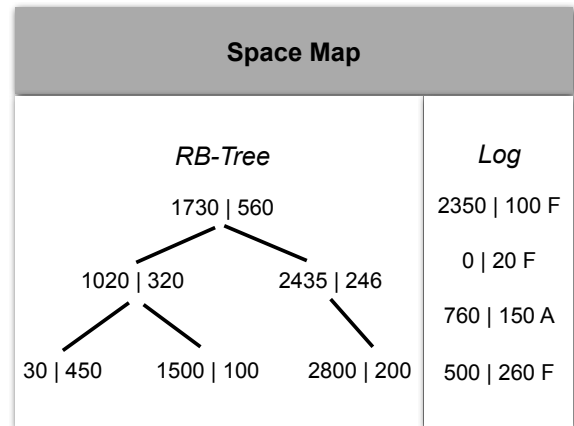 Space Map
RB-Tree
1730 | 560
1020 | 320
2435 | 246
30 | 450
1500 | 100
2800 | 200
Log
2350 | 100 F
0 | 20 F
760 | 150 A
500 | 260 F